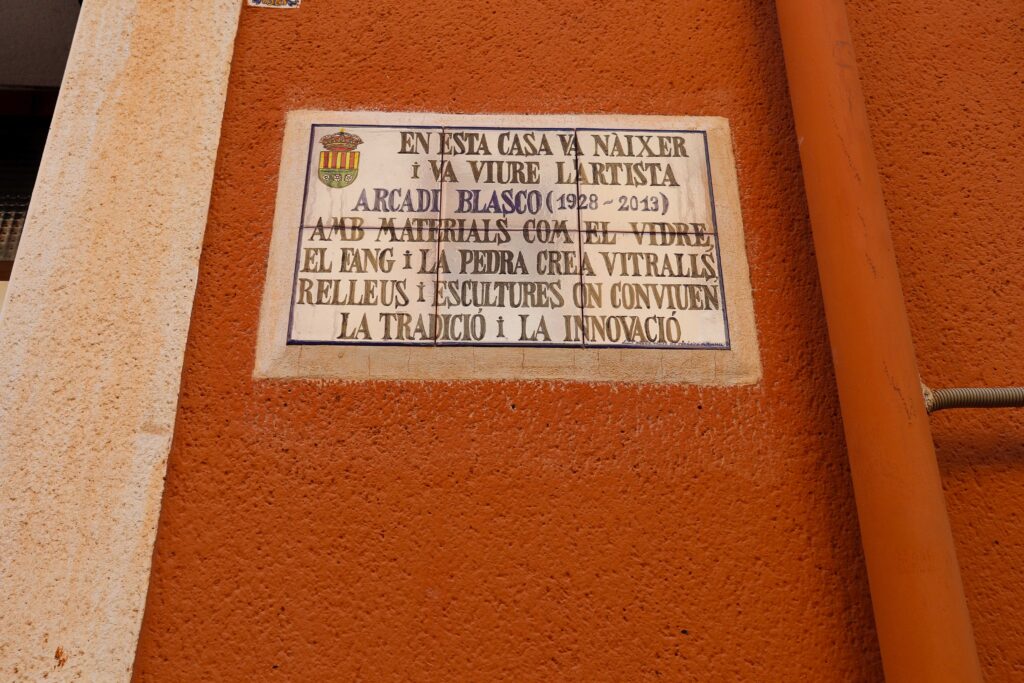 EN ESTA CASA VA NÀIXER
i VA VIURE L'ARTISTA
ARCADI BLASCO (1928 - 2013)
AMB MATERIALS COM EL VIDRE,
EL FANG i LA PEDRA CREA VITRALLS,
RELLEUS i ESCULTURES ON CONVIUEN
LA TRADICIÓ i LA INNOVACIÓ